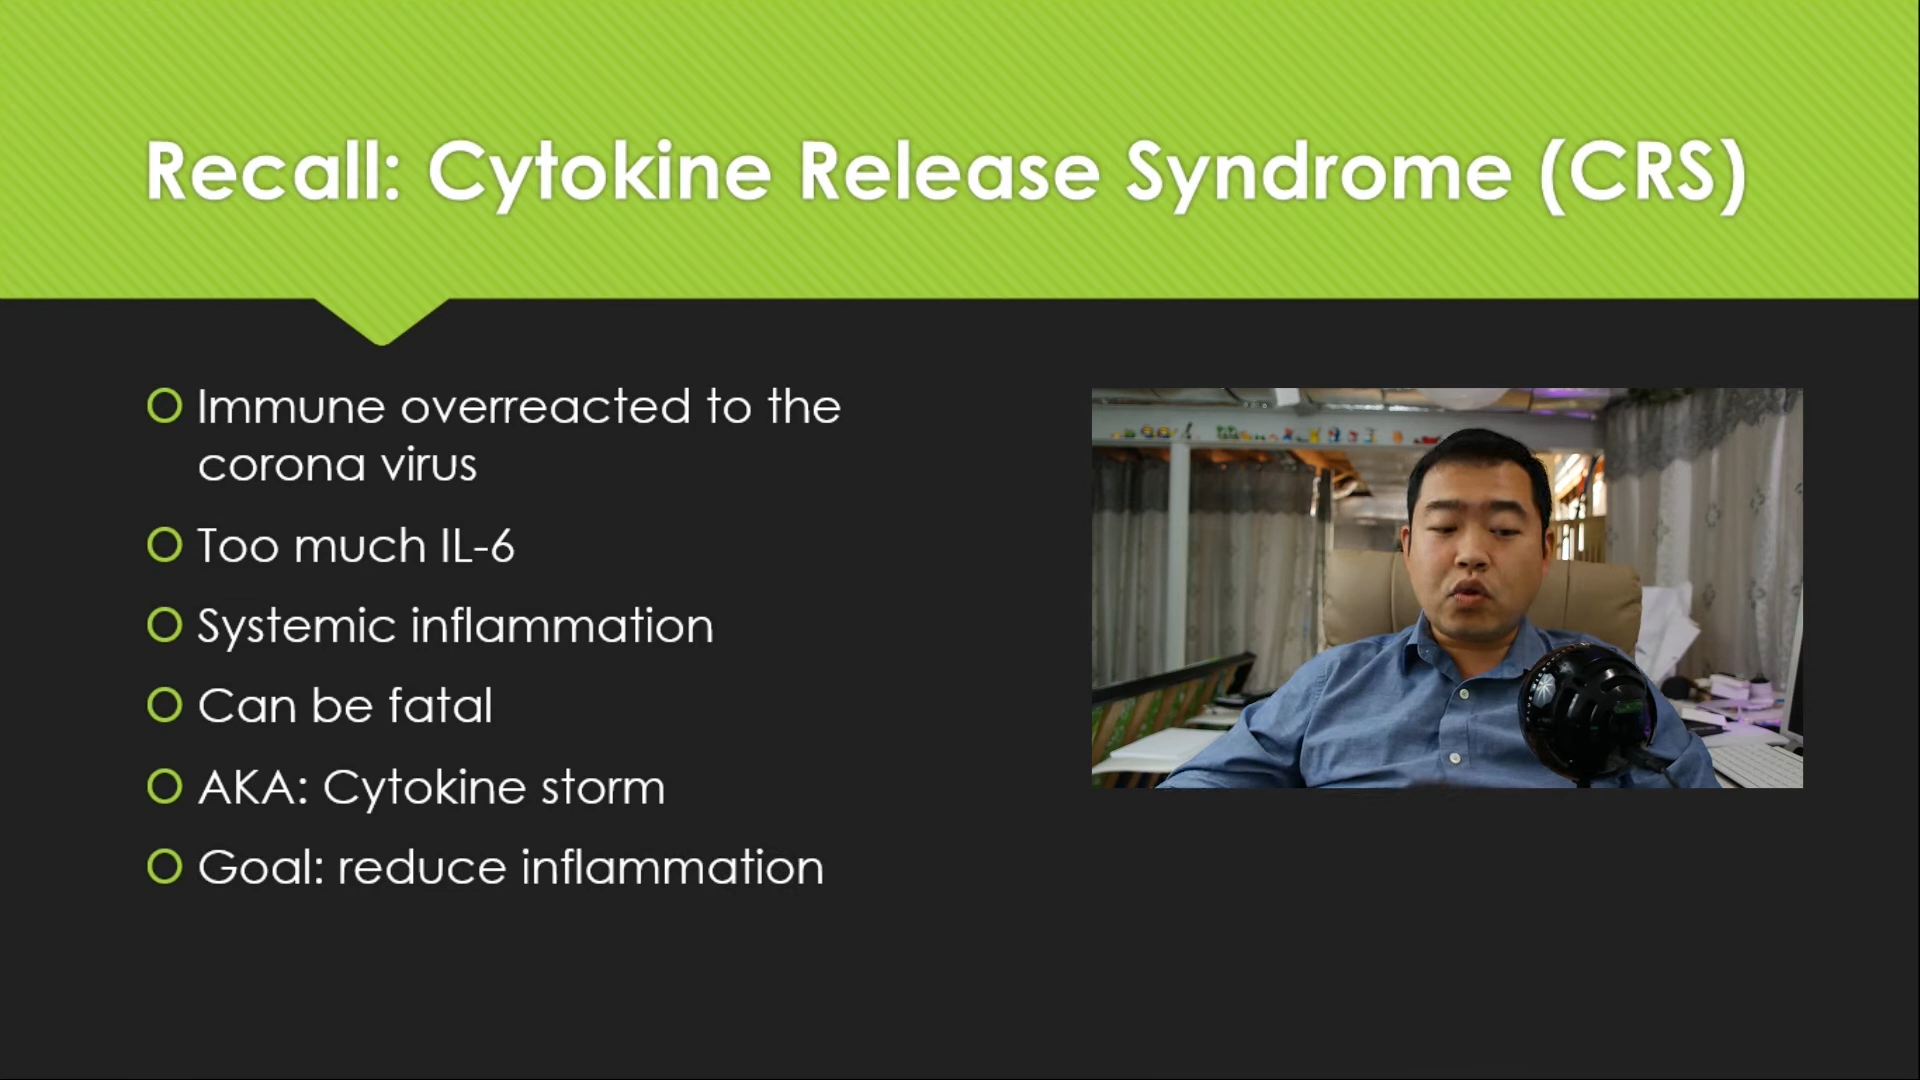 Recall: Cytokine Release Syndrome (CRS)
Immune overreacted to the
corona virus
Too much IL-6
Systemic inflammation
Can be fatal
AKA: Cytokine storm
Goal: reduce inflammation